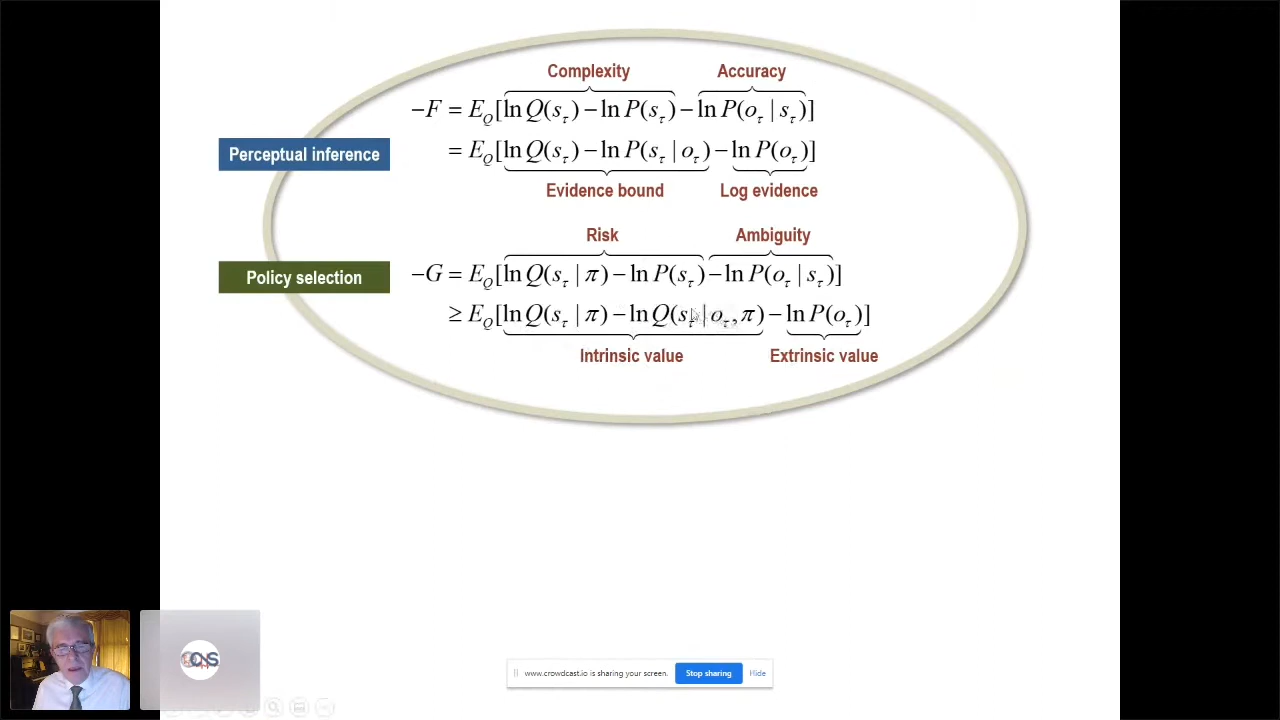 Complexity Accuracy
−F = E_Q[ln Q(s_τ) − ln P(s_τ) − ln P(o_τ | s_τ)]
Perceptual inference
= E_Q[ln Q(s_τ) − ln P(s_τ | o_τ) − ln P(o_τ)]
Evidence bound Log evidence
Risk Ambiguity
Policy selection
−G = E_Q[ln Q(s_τ | π) − ln P(s_τ) − ln P(o_τ | s_τ)]
≥ E_Q[ln Q(s_τ | π) − ln Q(s_τ | o_τ, π) − ln P(o_τ)]
Intrinsic value Extrinsic value
www.crowdcast.io is sharing your screen. Stop sharing Hide